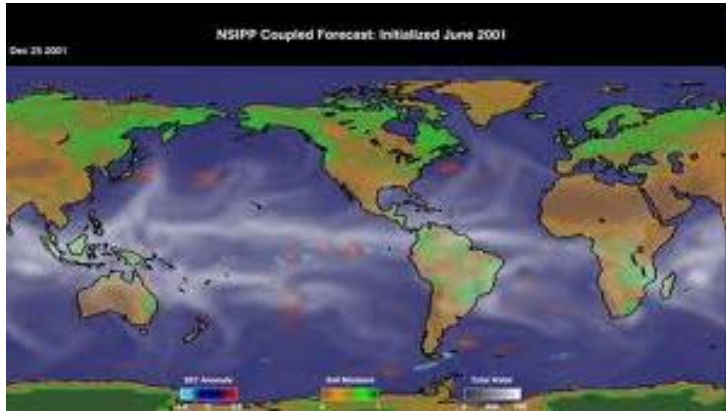 NSIPP Coupled Forecast: Initialized June 2001
Dec 25 2001
SST Anomaly
Soil Moisture
Total Water